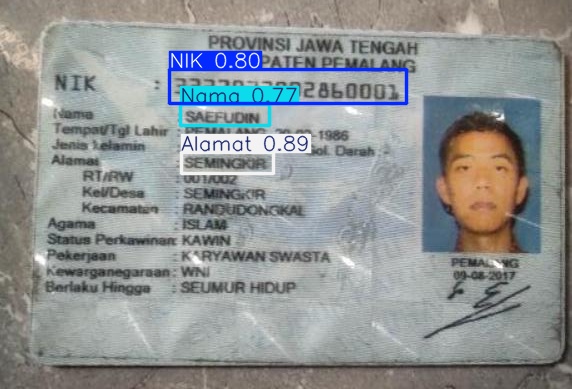 PROVINSI JAWA TENGAH
PATEN PEMALANG
NIK 0.80
NIK : 2860001
Nama 0.77
Nama SAEFUDIN
Tempat/Tgl Lahir : PEMALANG, -1986
Alamat 0.89
Jenis kelamin Gol. Darah :-
Alamat SEMINGKIR
RT/RW : 001/002
Kel/Desa : SEMINGKIR
Kecamatan : RANDUDONGKAL
Agama : ISLAM
Status Perkawinan: KAWIN
Pekerjaan : KARYAWAN SWASTA
Kewarganegaraan: WNI
Berlaku Hingga : SEUMUR HIDUP
PEMALANG
09-08-2017